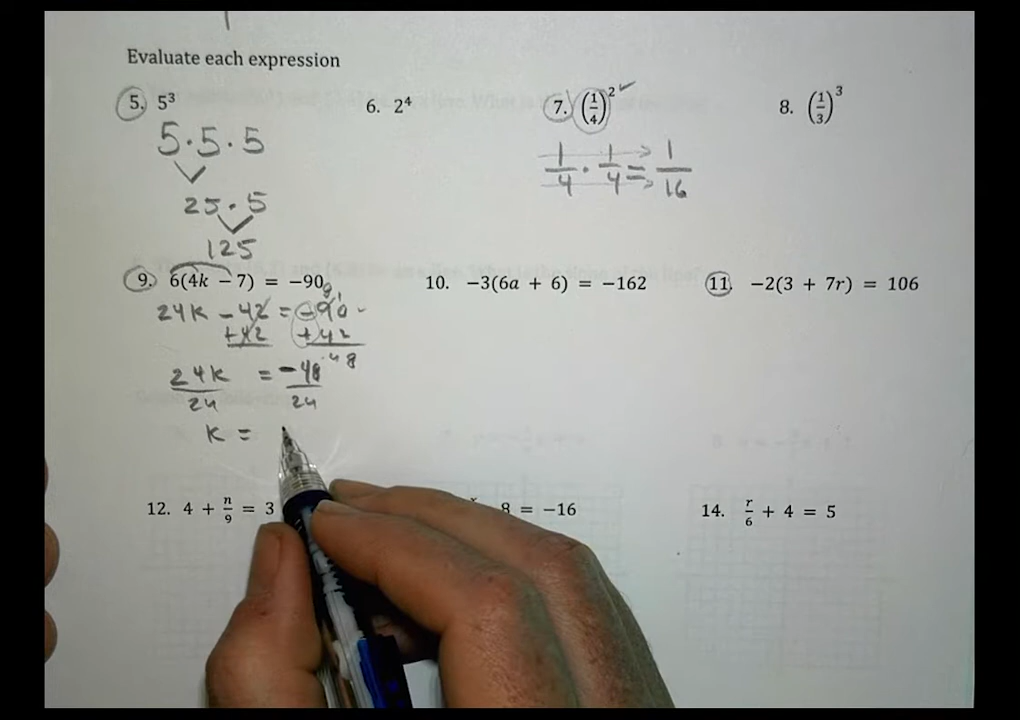 Evaluate each expression
5. 5³
6. 2⁴
7. (1/4)²
8. (1/3)³
5 · 5 · 5
25 · 5
125
1/4 · 1/4 = 1/16
9. 6(4k − 7) = −90
10. −3(6a + 6) = −162
11. −2(3 + 7r) = 106
24k − 42 = −90
+42 +42
24k/24 = −48/24
48
k =
12. 4 + n/9 = 3
8 = −16
14. r/6 + 4 = 5